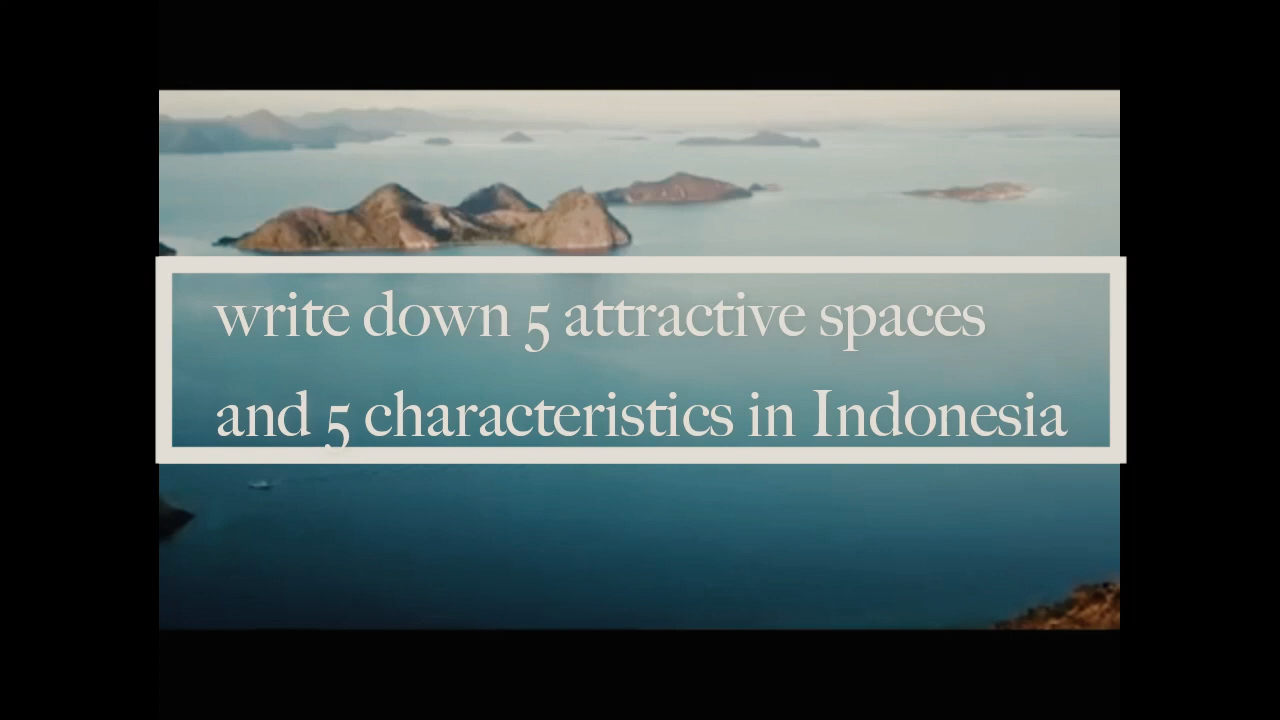 write down 5 attractive spaces
and 5 characteristics in Indonesia